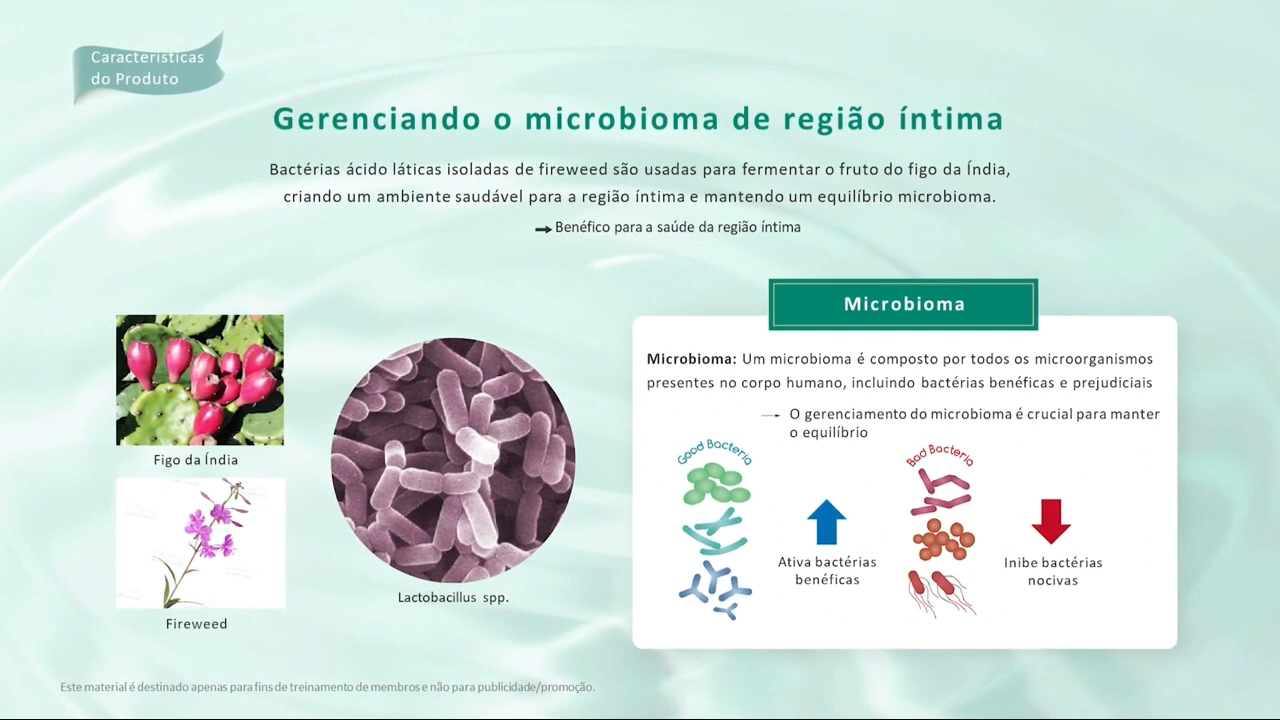 Características
do Produto
Gerenciando o microbioma de região íntima
Bactérias ácido láticas isoladas de fireweed são usadas para fermentar o fruto do figo da Índia,
criando um ambiente saudável para a região íntima e mantendo um equilíbrio microbioma.
Benéfico para a saúde da região íntima
Figo da Índia
Fireweed
Lactobacillus spp.
Microbioma
Microbioma: Um microbioma é composto por todos os microorganismos
presentes no corpo humano, incluindo bactérias benéficas e prejudiciais
O gerenciamento do microbioma é crucial para manter
o equilíbrio
Good Bacteria
Ativa bactérias
benéficas
Bad Bacteria
Inibe bactérias
nocivas
Este material é destinado apenas para fins de treinamento de membros e não para publicidade/promoção.